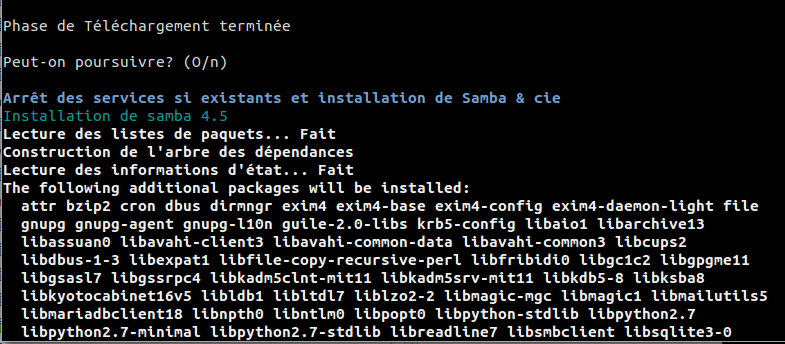 Phase de Téléchargement terminée
Peut-on poursuivre? (O/n)
Arrêt des services si existants et installation de Samba & cie
Installation de samba 4.5
Lecture des listes de paquets... Fait
Construction de l'arbre des dépendances
Lecture des informations d'état... Fait
The following additional packages will be installed:
attr bzip2 cron dbus dirmngr exim4 exim4-base exim4-config exim4-daemon-light file
gnupg gnupg-agent gnupg-l10n guile-2.0-libs krb5-config libaio1 libarchive13
libassuan0 libavahi-client3 libavahi-common-data libavahi-common3 libcups2
libdbus-1-3 libexpat1 libfile-copy-recursive-perl libfribidi0 libgc1c2 libgpgme11
libgsasl7 libgssrpc4 libkadm5clnt-mit11 libkadm5srv-mit11 libkdb5-8 libksba8
libkyotocabinet16v5 libldb1 libltdl7 liblzo2-2 libmagic-mgc libmagic1 libmailutils5
libmariadbclient18 libnpth0 libntlm0 libpopt0 libpython-stdlib libpython2.7
libpython2.7-minimal libpython2.7-stdlib libreadline7 libsmbclient libsqlite3-0